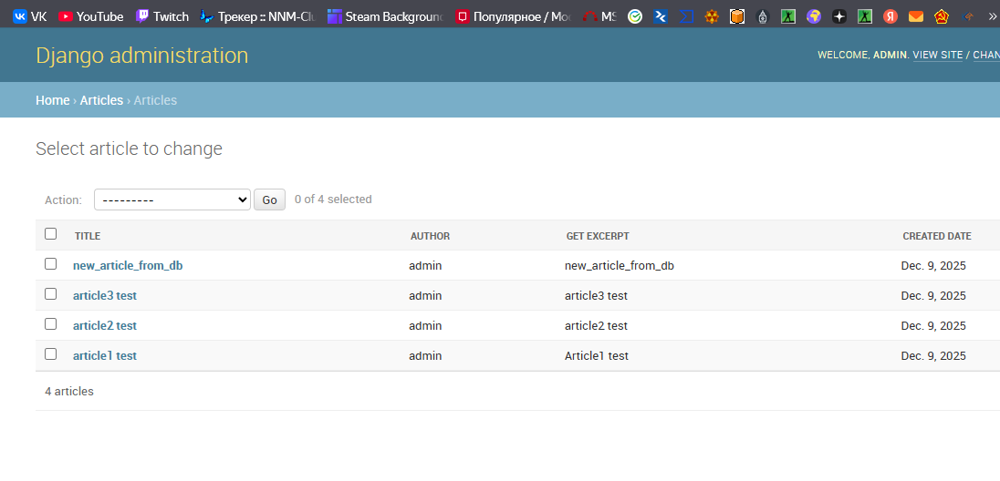 VK YouTube Twitch Трекер :: NNM-Clu Steam Background Популярное / Moc MS »
Django administration
WELCOME, ADMIN. VIEW SITE / CHAN
Home › Articles › Articles
Select article to change
Action: --------- Go 0 of 4 selected
TITLE AUTHOR GET EXCERPT CREATED DATE
new_article_from_db admin new_article_from_db Dec. 9, 2025
article3 test admin article3 test Dec. 9, 2025
article2 test admin article2 test Dec. 9, 2025
article1 test admin Article1 test Dec. 9, 2025
4 articles